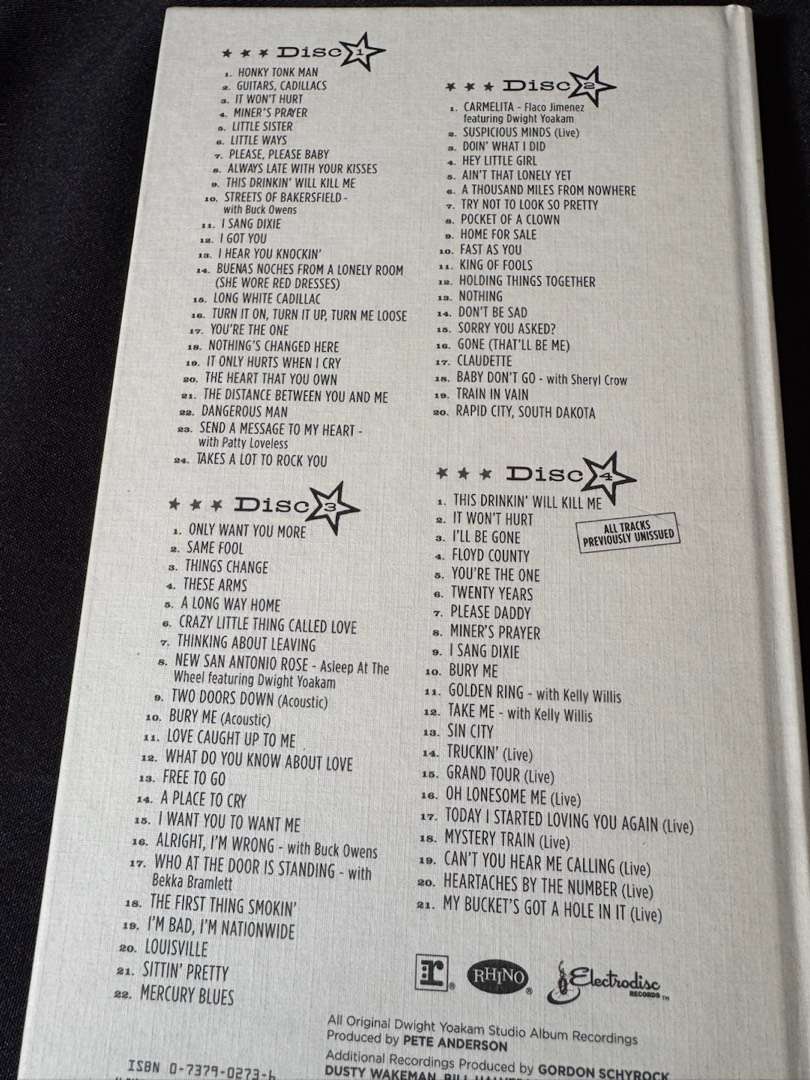 Disc 1
1. HONKY TONK MAN
2. GUITARS, CADILLACS
3. IT WON'T HURT
4. MINER'S PRAYER
5. LITTLE SISTER
6. LITTLE WAYS
7. PLEASE, PLEASE BABY
8. ALWAYS LATE WITH YOUR KISSES
9. THIS DRINKIN' WILL KILL ME
10. STREETS OF BAKERSFIELD -
with Buck Owens
11. I SANG DIXIE
12. I GOT YOU
13. I HEAR YOU KNOCKIN'
14. BUENAS NOCHES FROM A LONELY ROOM
(SHE WORE RED DRESSES)
15. LONG WHITE CADILLAC
16. TURN IT ON, TURN IT UP, TURN ME LOOSE
17. YOU'RE THE ONE
18. NOTHING'S CHANGED HERE
19. IT ONLY HURTS WHEN I CRY
20. THE HEART THAT YOU OWN
21. THE DISTANCE BETWEEN YOU AND ME
22. DANGEROUS MAN
23. SEND A MESSAGE TO MY HEART -
with Patty Loveless
24. TAKES A LOT TO ROCK YOU
Disc 2
1. CARMELITA - Flaco Jimenez
featuring Dwight Yoakam
2. SUSPICIOUS MINDS (Live)
3. DOIN' WHAT I DID
4. HEY LITTLE GIRL
5. AIN'T THAT LONELY YET
6. A THOUSAND MILES FROM NOWHERE
7. TRY NOT TO LOOK SO PRETTY
8. POCKET OF A CLOWN
9. HOME FOR SALE
10. FAST AS YOU
11. KING OF FOOLS
12. HOLDING THINGS TOGETHER
13. NOTHING
14. DON'T BE SAD
15. SORRY YOU ASKED?
16. GONE (THAT'LL BE ME)
17. CLAUDETTE
18. BABY DON'T GO - with Sheryl Crow
19. TRAIN IN VAIN
20. RAPID CITY, SOUTH DAKOTA
Disc 3
1. ONLY WANT YOU MORE
2. SAME FOOL
3. THINGS CHANGE
4. THESE ARMS
5. A LONG WAY HOME
6. CRAZY LITTLE THING CALLED LOVE
7. THINKING ABOUT LEAVING
8. NEW SAN ANTONIO ROSE - Asleep At The
Wheel featuring Dwight Yoakam
9. TWO DOORS DOWN (Acoustic)
10. BURY ME (Acoustic)
11. LOVE CAUGHT UP TO ME
12. WHAT DO YOU KNOW ABOUT LOVE
13. FREE TO GO
14. A PLACE TO CRY
15. I WANT YOU TO WANT ME
16. ALRIGHT, I'M WRONG - with Buck Owens
17. WHO AT THE DOOR IS STANDING - with
Bekka Bramlett
18. THE FIRST THING SMOKIN'
19. I'M BAD, I'M NATIONWIDE
20. LOUISVILLE
21. SITTIN' PRETTY
22. MERCURY BLUES
Disc 4
1. THIS DRINKIN' WILL KILL ME
2. IT WON'T HURT
3. I'LL BE GONE
4. FLOYD COUNTY
5. YOU'RE THE ONE
6. TWENTY YEARS
7. PLEASE DADDY
8. MINER'S PRAYER
9. I SANG DIXIE
10. BURY ME
11. GOLDEN RING - with Kelly Willis
12. TAKE ME - with Kelly Willis
13. SIN CITY
14. TRUCKIN' (Live)
15. GRAND TOUR (Live)
16. OH LONESOME ME (Live)
17. TODAY I STARTED LOVING YOU AGAIN (Live)
18. MYSTERY TRAIN (Live)
19. CAN'T YOU HEAR ME CALLING (Live)
20. HEARTACHES BY THE NUMBER (Live)
21. MY BUCKET'S GOT A HOLE IN IT (Live)
ALL TRACKS
PREVIOUSLY UNISSUED
r ®
RHINO ®
Electrodisc
RECORDS ™
All Original Dwight Yoakam Studio Album Recordings
Produced by PETE ANDERSON
Additional Recordings Produced by GORDON SCHYROCK
DUSTY WAKEMAN, BILL
ISBN 0-7379-0273-6